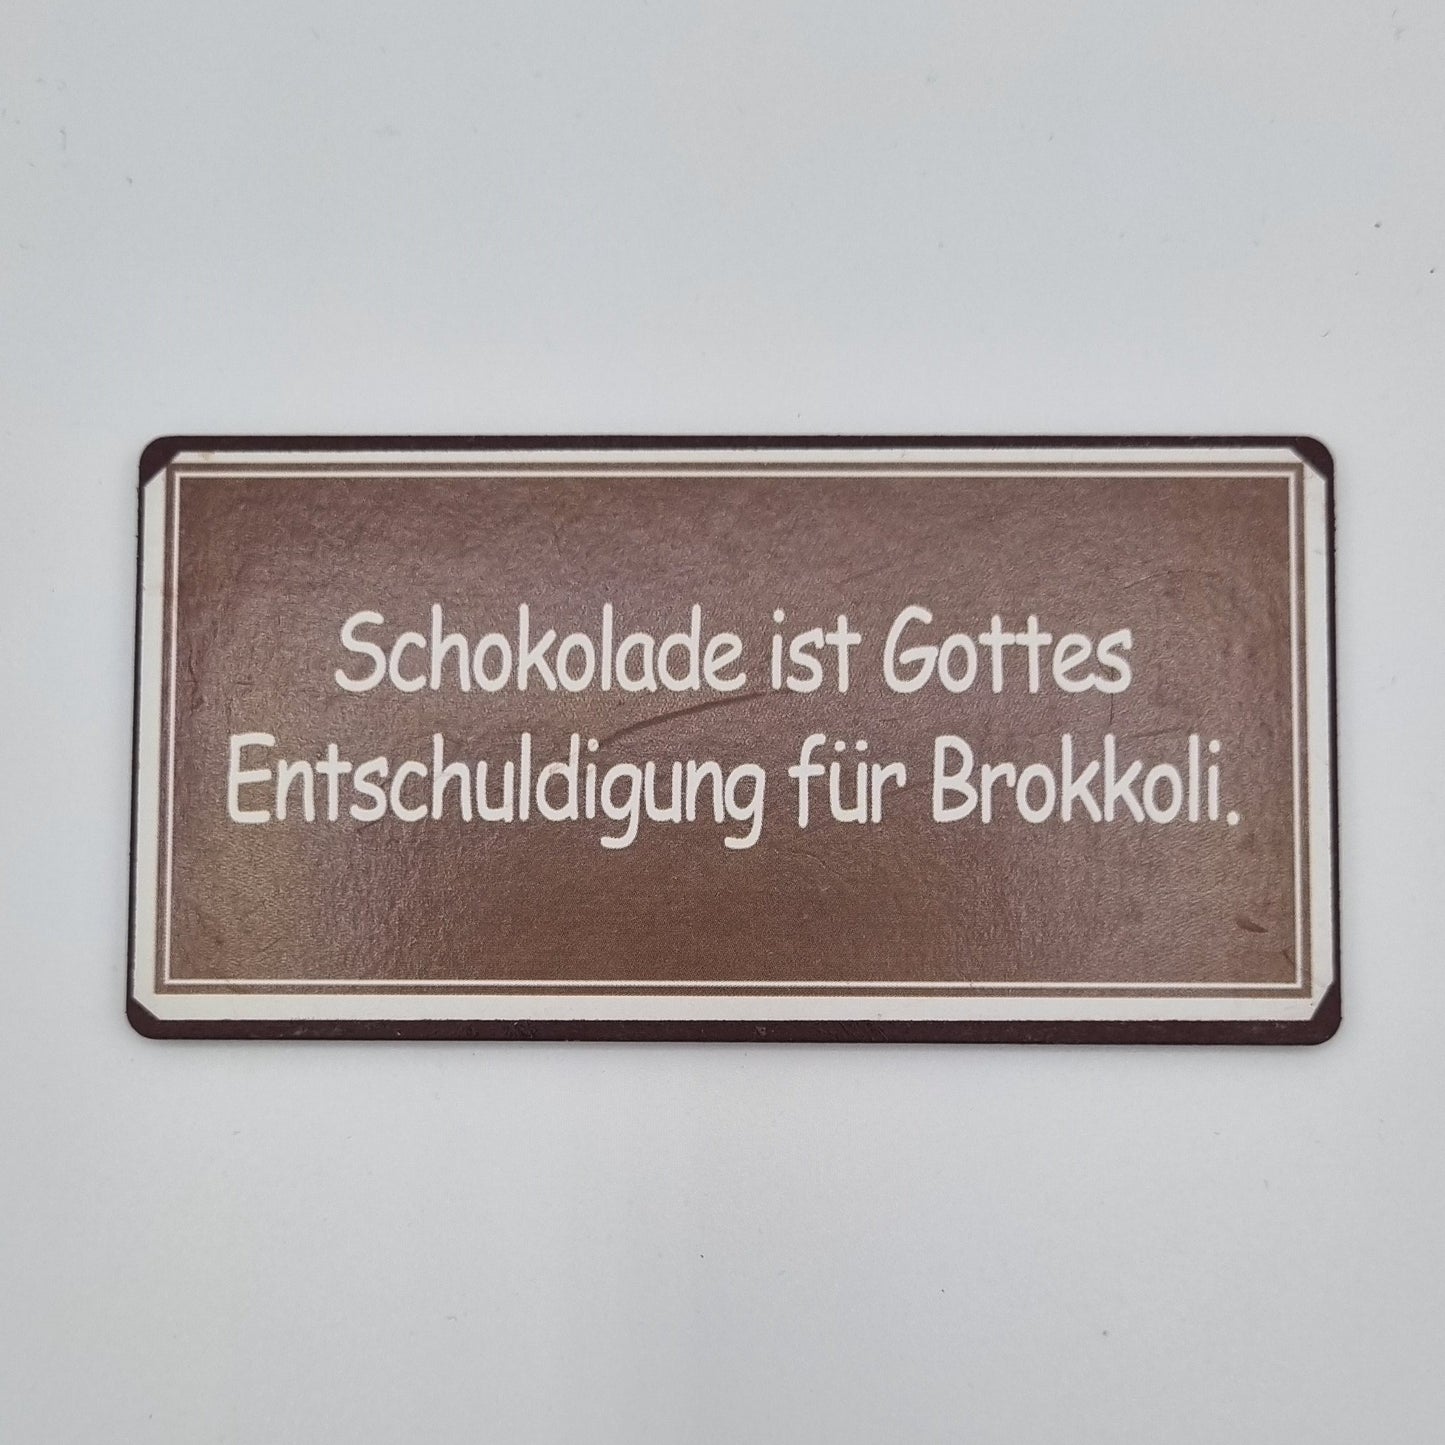 Schokolade ist Gottes
Entschuldigung für Brokkoli.